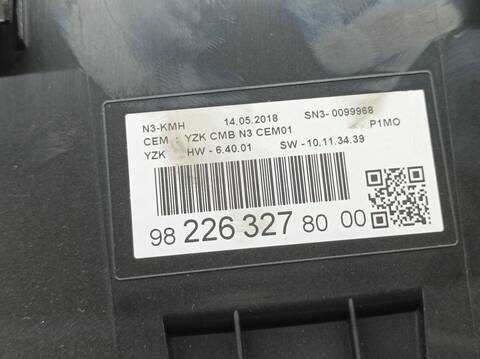 N3-KMH 14.05.2018 SN3- 0099968
CEM YZK CMB N3 CEM01 P1MO
YZK HW - 6.40.01 SW - 10.11.34.39
98 226 327 80 00